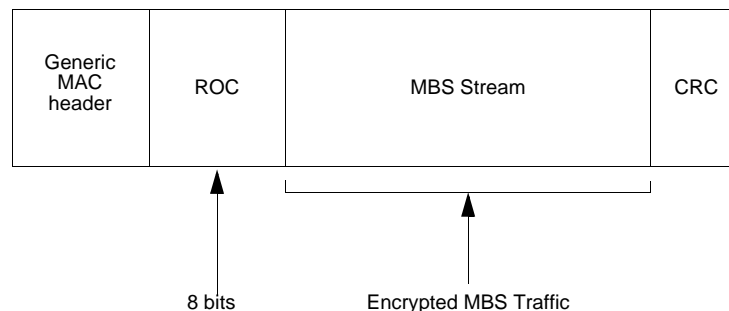 Generic
MAC
header
ROC
MBS Stream
CRC
8 bits
Encrypted MBS Traffic